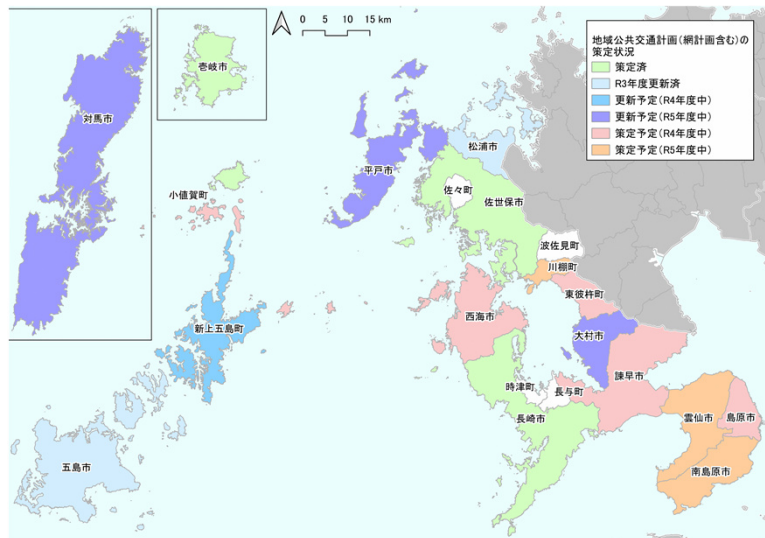 0 5 10 15 km
地域公共交通計画(網計画含む)の
策定状況
策定済
R3年度更新済
更新予定(R4年度中)
更新予定(R5年度中)
策定予定(R4年度中)
策定予定(R5年度中)
壱岐市
対馬市
松浦市
平戸市
佐々町
小値賀町
佐世保市
波佐見町
川棚町
東彼杵町
西海市
新上五島町
大村市
諫早市
時津町
長与町
雲仙市
島原市
長崎市
五島市
南島原市